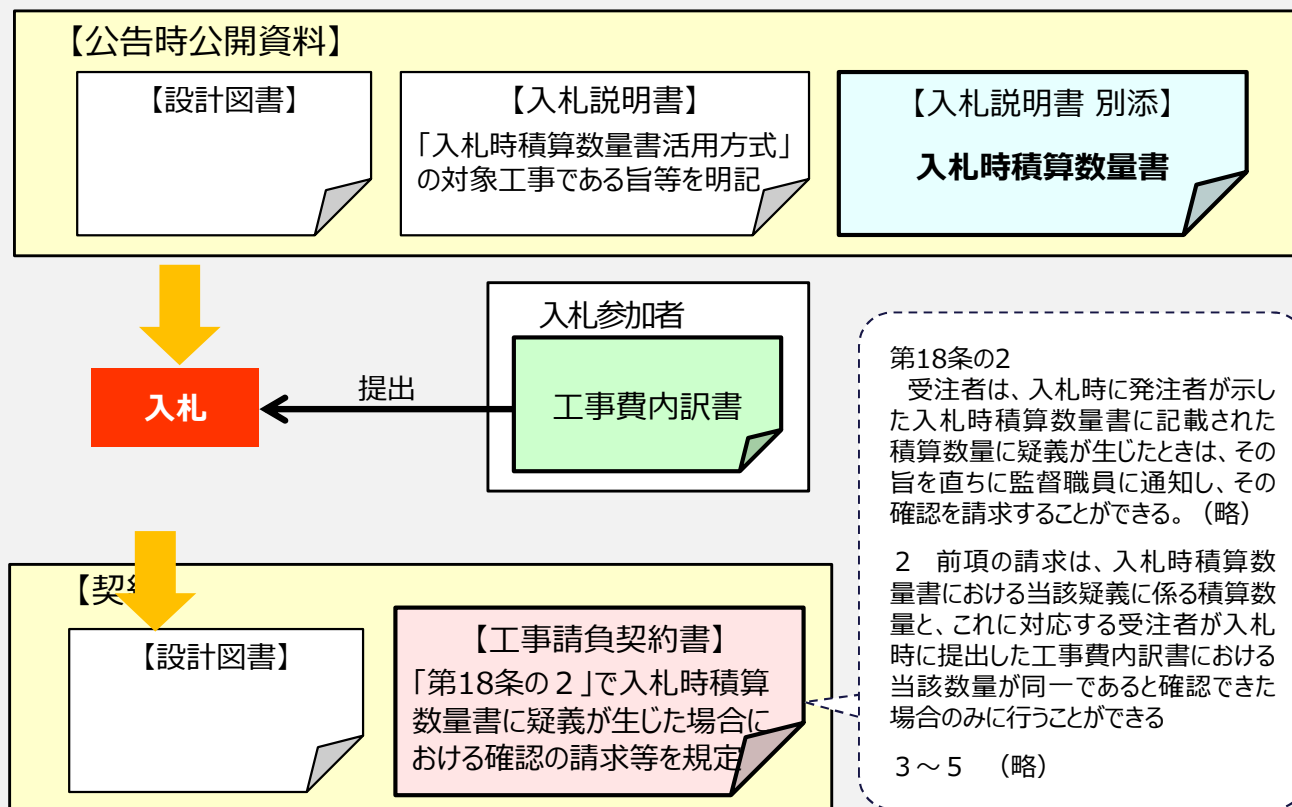 【公告時公開資料】
【設計図書】
【入札説明書】
「入札時積算数量書活用方式」
の対象工事である旨等を明記
【入札説明書 別添】
入札時積算数量書
入札
提出
入札参加者
工事費内訳書
【契
【設計図書】
【工事請負契約書】
「第18条の２」で入札時積算
数量書に疑義が生じた場合に
おける確認の請求等を規定
第18条の2
受注者は、入札時に発注者が示し
た入札時積算数量書に記載された
積算数量に疑義が生じたときは、その
旨を直ちに監督職員に通知し、その
確認を請求することができる。（略）
２　前項の請求は、入札時積算数
量書における当該疑義に係る積算数
量と、これに対応する受注者が入札
時に提出した工事費内訳書における
当該数量が同一であると確認できた
場合のみに行うことができる
３～５　（略）